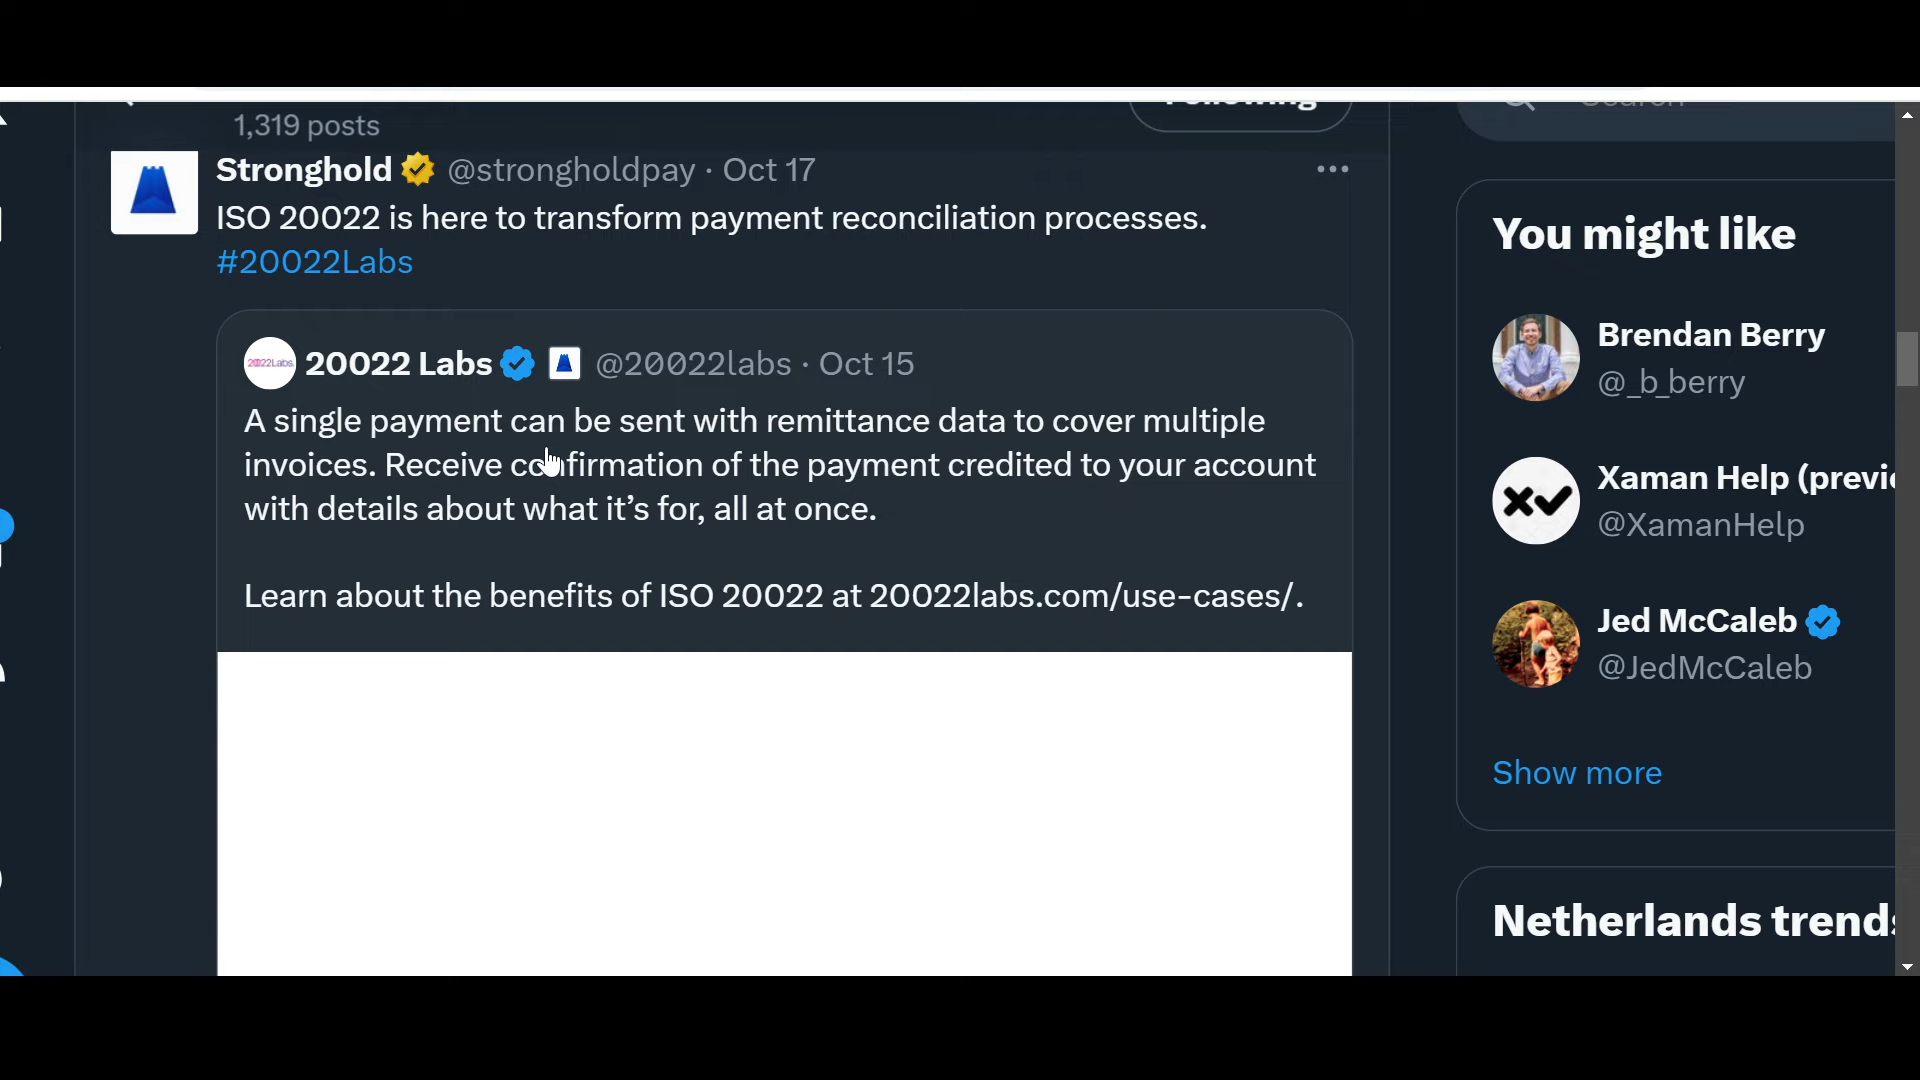 Following
Search
1,319 posts
Stronghold @strongholdpay · Oct 17
ISO 20022 is here to transform payment reconciliation processes.
#20022Labs
20022Labs
20022 Labs @20022labs · Oct 15
A single payment can be sent with remittance data to cover multiple
invoices. Receive confirmation of the payment credited to your account
with details about what it’s for, all at once.
Learn about the benefits of ISO 20022 at 20022labs.com/use-cases/.
You might like
Brendan Berry
@_b_berry
Xaman Help (previ
@XamanHelp
Jed McCaleb
@JedMcCaleb
Show more
Netherlands trends